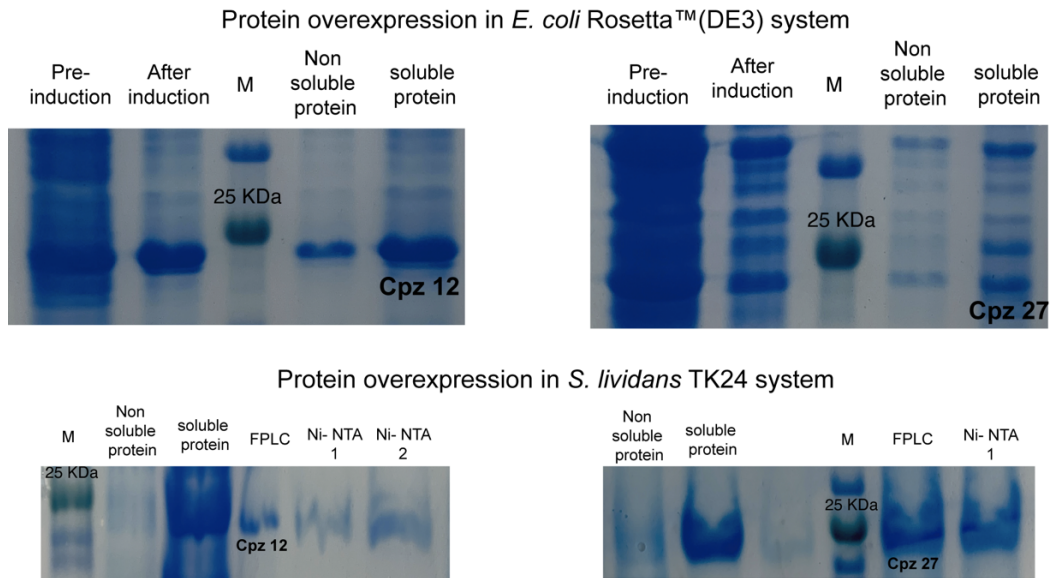 Protein overexpression in E. coli Rosetta™(DE3) system
Pre-
induction
After
induction
M
Non
soluble
protein
soluble
protein
25 KDa
Cpz 12
Pre-
induction
After
induction
M
Non
soluble
protein
soluble
protein
25 KDa
Cpz 27
Protein overexpression in S. lividans TK24 system
M
Non
soluble
protein
soluble
protein
FPLC
Ni- NTA
1
Ni- NTA
2
25 KDa
Cpz 12
Non
soluble
protein
soluble
protein
M
FPLC
Ni- NTA
1
25 KDa
Cpz 27